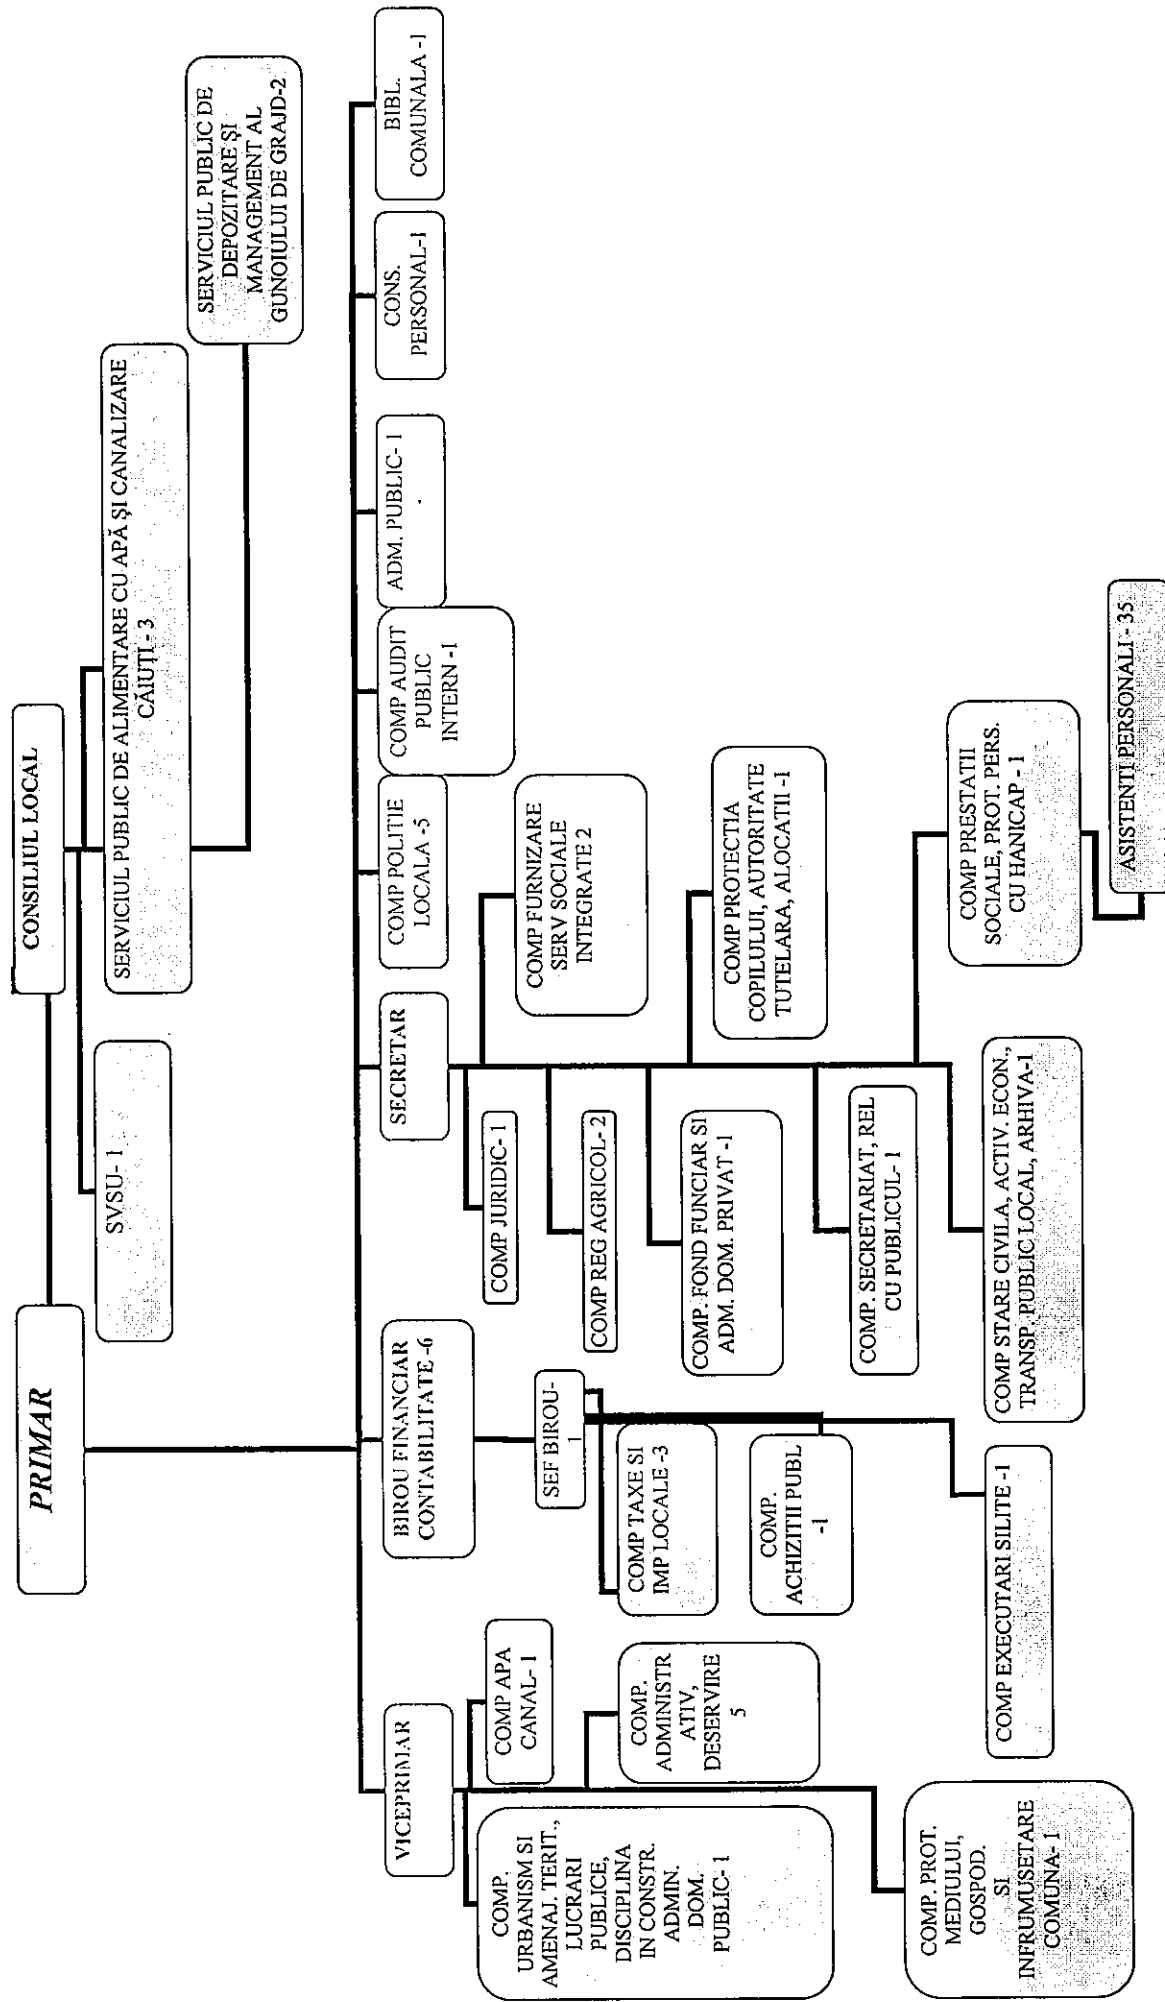 CONSILIUL LOCAL
PRIMAR
SVSU- 1
SERVICIUL PUBLIC DE ALIMENTARE CU APĂ ŞI CANALIZARE
CĂIUŢI - 3
SERVICIUL PUBLIC DE
DEPOZITARE ŞI
MANAGEMENT AL
GUNOIULUI DE GRAJD-2
VICEPRIMAR
BIROU FINANCIAR
CONTABILITATE -6
SECRETAR
COMP POLITIE
LOCALA -5
COMP AUDIT
PUBLIC
INTERN -1
ADM. PUBLIC- 1
CONS.
PERSONAL-1
BIBL.
COMUNALA -1
COMP.
URBANISM SI
AMENAJ. TERIT.,
LUCRARI
PUBLICE,
DISCIPLINA
IN CONSTR.
ADMIN.
DOM.
PUBLIC- 1
COMP APA
CANAL- 1
COMP.
ADMINISTR
ATIV,
DESERVIRE
5
COMP. PROT.
MEDIULUI,
GOSPOD.
SI
INFRUMUSETARE
COMUNA- 1
SEF BIROU-
1
COMP TAXE SI
IMP LOCALE -3
COMP.
ACHIZITII PUBL
-1
COMP EXECUTARI SILITE -1
COMP JURIDIC- 1
COMP REG AGRICOL- 2
COMP. FOND FUNCIAR SI
ADM. DOM. PRIVAT -1
COMP. SECRETARIAT, REL
CU PUBLICUL- 1
COMP STARE CIVILA, ACTIV. ECON.,
TRANSP. PUBLIC LOCAL, ARHIVA-1
COMP FURNIZARE
SERV SOCIALE
INTEGRATE 2
COMP PROTECTIA
COPILULUI, AUTORITATE
TUTELARA, ALOCATII -1
COMP PRESTATII
SOCIALE, PROT. PERS.
CU HANICAP - 1
ASISTENTI PERSONALI - 35